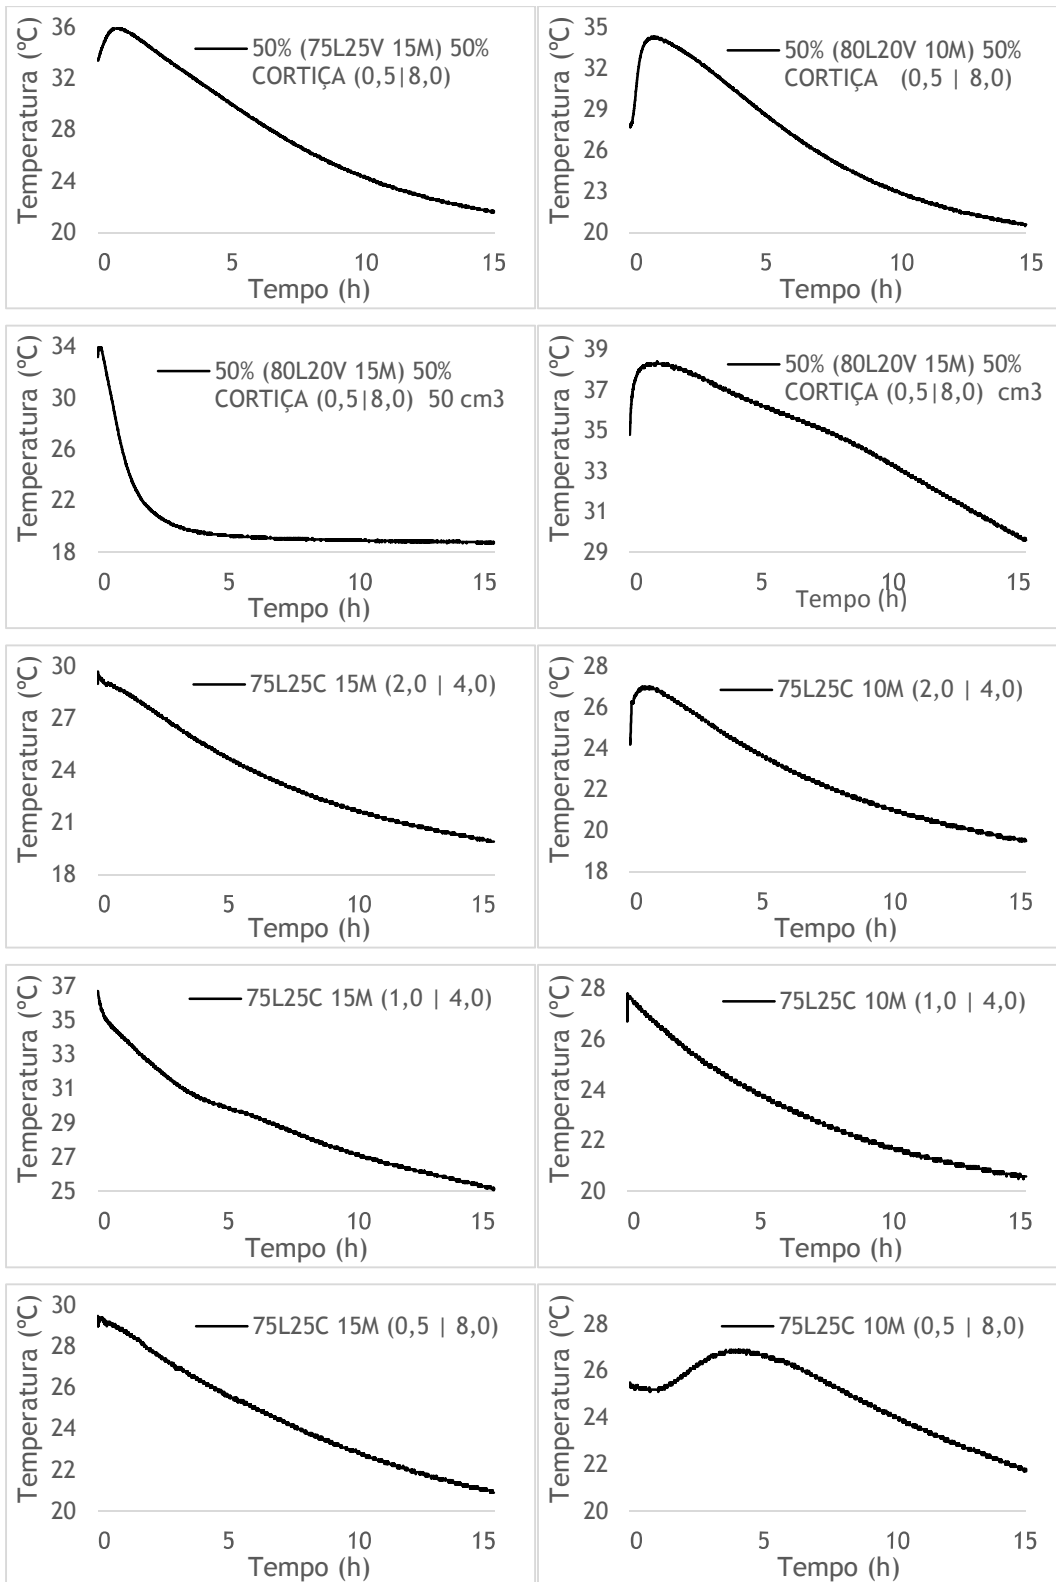 Temperatura (ºC)
36
32
28
24
20
50% (75L25V 15M) 50%
CORTIÇA (0,5|8,0)
0 5 10 15
Tempo (h)
Temperatura (ºC)
35
32
29
26
23
20
50% (80L20V 10M) 50%
CORTIÇA (0,5 | 8,0)
0 5 10 15
Tempo (h)
Temperatura (ºC)
34
30
26
22
18
50% (80L20V 15M) 50%
CORTIÇA (0,5|8,0) 50 cm3
0 5 10 15
Tempo (h)
Temperatura (ºC)
39
37
35
33
31
29
50% (80L20V 15M) 50%
CORTIÇA (0,5|8,0) cm3
0 5 10 15
Tempo (h)
Temperatura (ºC)
30
27
24
21
18
75L25C 15M (2,0 | 4,0)
0 5 10 15
Tempo (h)
Temperatura (ºC)
28
26
24
22
20
18
75L25C 10M (2,0 | 4,0)
0 5 10 15
Tempo (h)
Temperatura (ºC)
37
35
33
31
29
27
25
75L25C 15M (1,0 | 4,0)
0 5 10 15
Tempo (h)
Temperatura (ºC)
28
26
24
22
20
75L25C 10M (1,0 | 4,0)
0 5 10 15
Tempo (h)
Temperatura (ºC)
30
28
26
24
22
20
75L25C 15M (0,5 | 8,0)
0 5 10 15
Tempo (h)
Temperatura (ºC)
28
26
24
22
20
75L25C 10M (0,5 | 8,0)
0 5 10 15
Tempo (h)